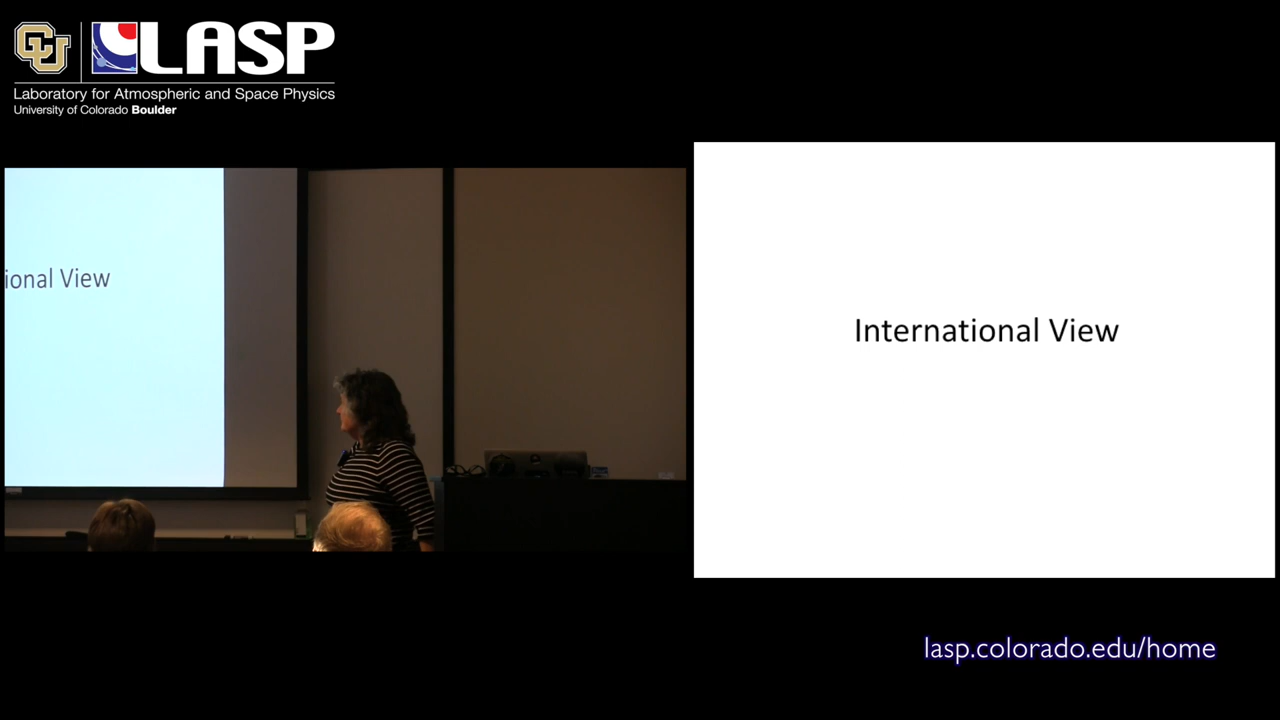 CU
LASP
Laboratory for Atmospheric and Space Physics
University of Colorado Boulder
ional View
International View
lasp.colorado.edu/home